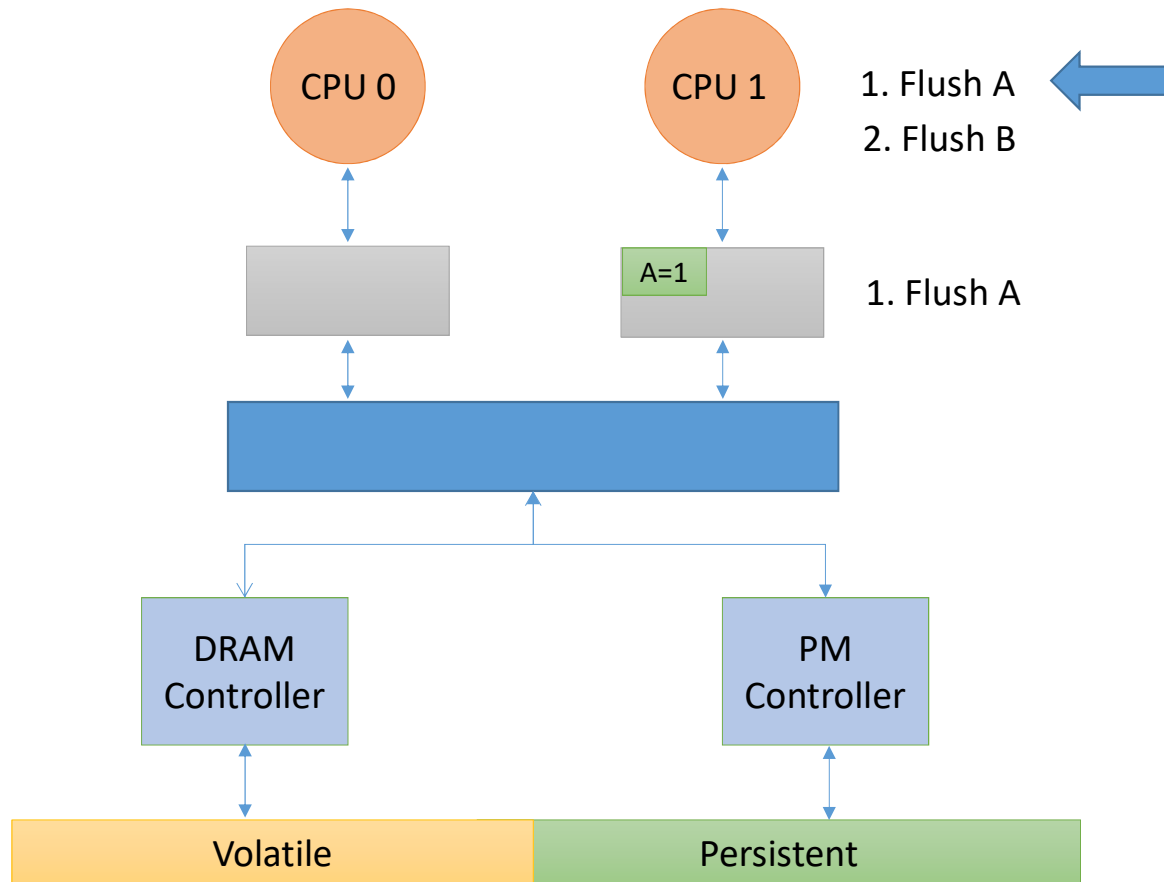 CPU 0
CPU 1
1. Flush A
2. Flush B
A=1
1. Flush A
DRAM
Controller
PM
Controller
Volatile
Persistent